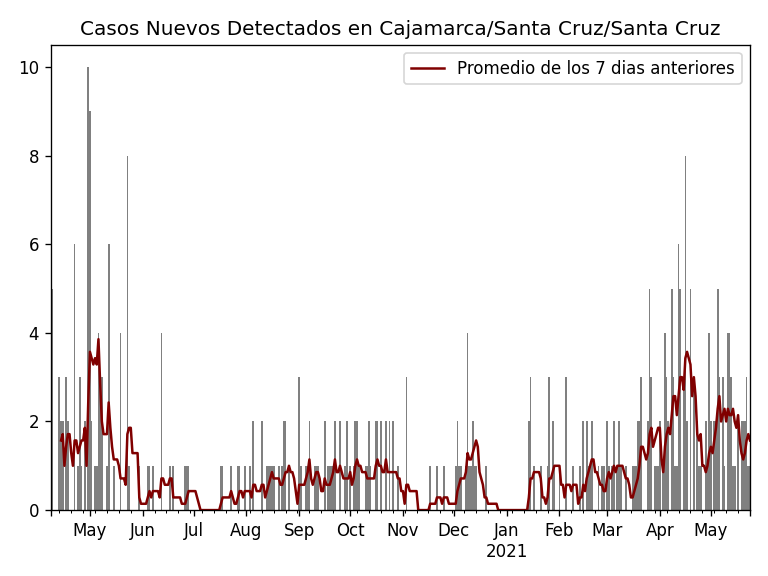 Casos Nuevos Detectados en Cajamarca/Santa Cruz/Santa Cruz
Promedio de los 7 dias anteriores
10
8
6
4
2
0
May Jun Jul Aug Sep Oct Nov Dec Jan Feb Mar Apr May
2021